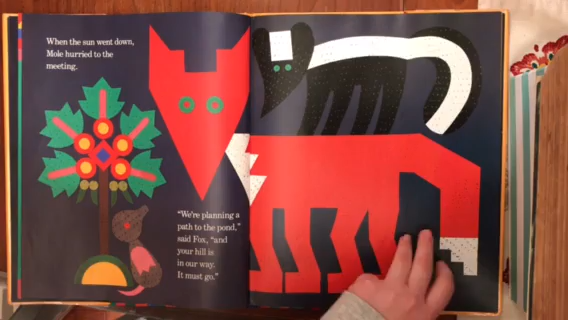 When the sun went down,
Mole hurried to the
meeting.
"We're planning a
path to the pond,"
said Fox, "and
your hill is
in our way.
It must go."